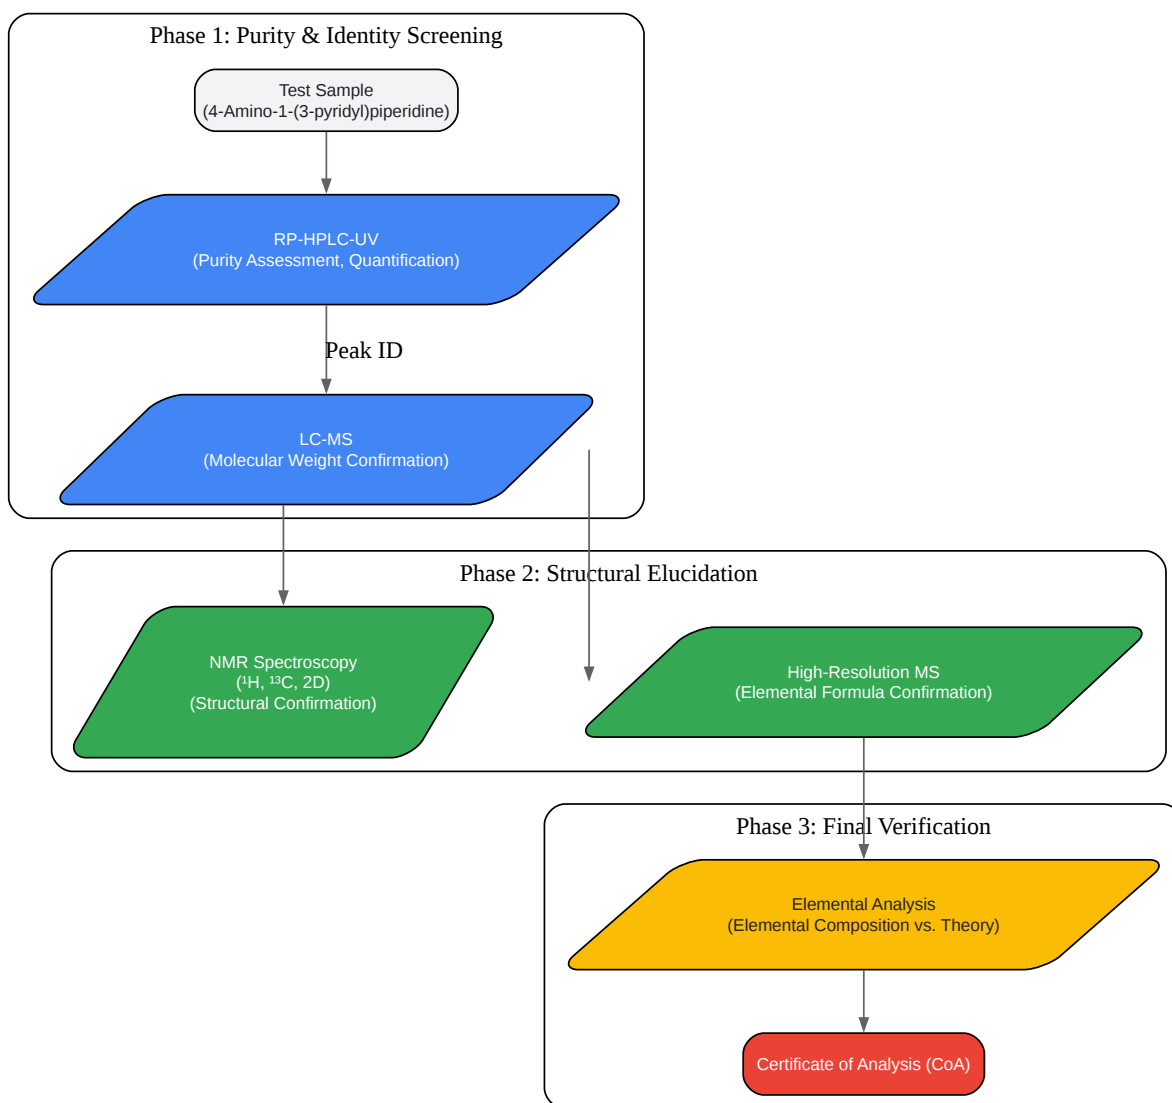 Phase 1: Purity & Identity Screening
Test Sample
(4-Amino-1-(3-pyridyl)piperidine)
RP-HPLC-UV
(Purity Assessment, Quantification)
Peak ID
LC-MS
(Molecular Weight Confirmation)
Phase 2: Structural Elucidation
NMR Spectroscopy
(¹H, ¹³C, 2D)
(Structural Confirmation)
High-Resolution MS
(Elemental Formula Confirmation)
Phase 3: Final Verification
Elemental Analysis
(Elemental Composition vs. Theory)
Certificate of Analysis (CoA)